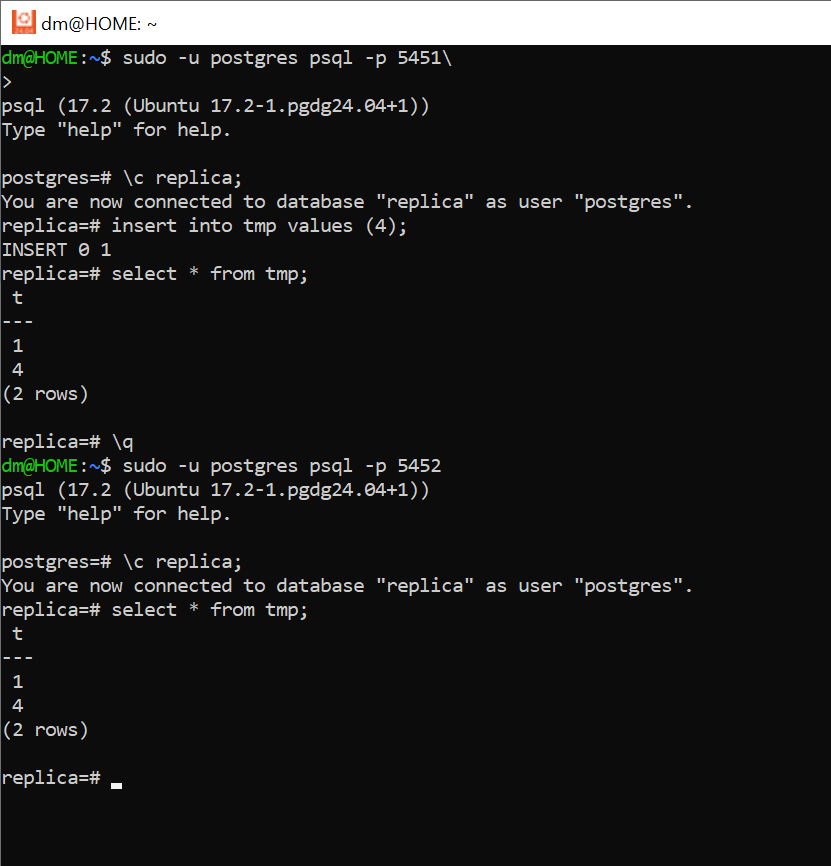 dm@HOME: ~
dm@HOME:~$ sudo -u postgres psql -p 5451\
>
psql (17.2 (Ubuntu 17.2-1.pgdg24.04+1))
Type "help" for help.
postgres=# \c replica;
You are now connected to database "replica" as user "postgres".
replica=# insert into tmp values (4);
INSERT 0 1
replica=# select * from tmp;
 t
---
 1
 4
(2 rows)
replica=# \q
dm@HOME:~$ sudo -u postgres psql -p 5452
psql (17.2 (Ubuntu 17.2-1.pgdg24.04+1))
Type "help" for help.
postgres=# \c replica;
You are now connected to database "replica" as user "postgres".
replica=# select * from tmp;
 t
---
 1
 4
(2 rows)
replica=#